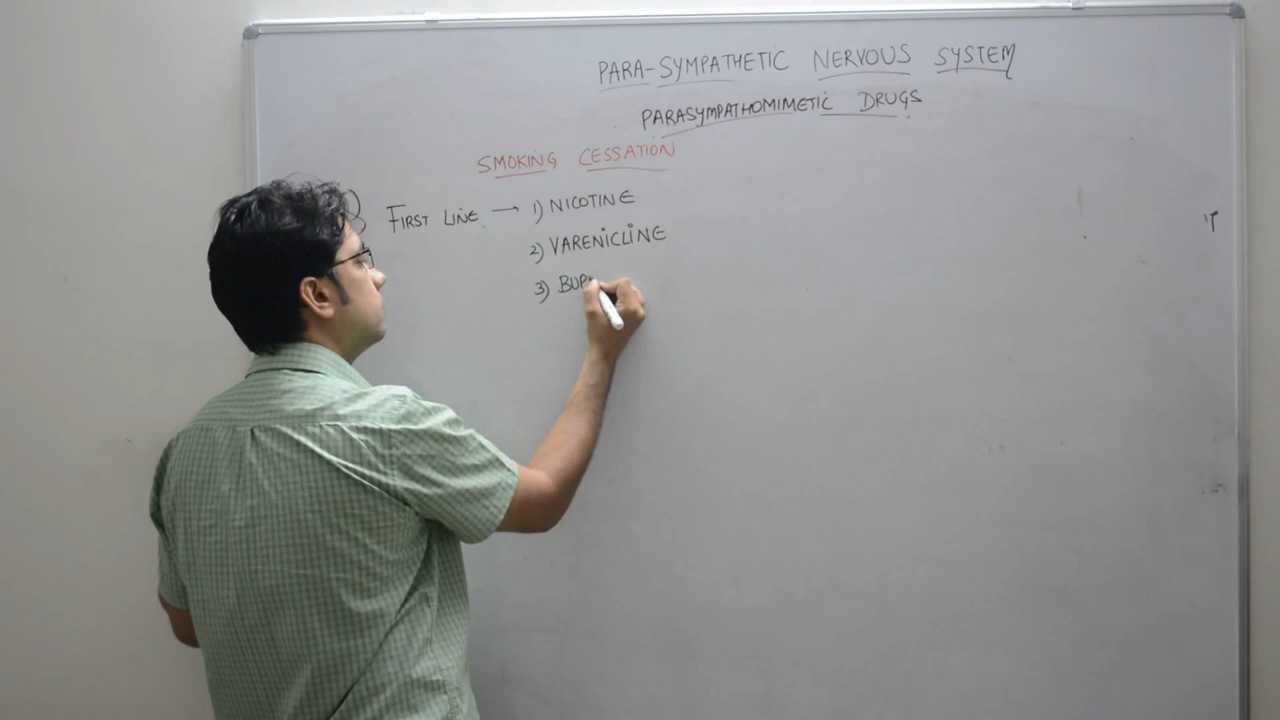 PARA-SYMPATHETIC NERVOUS SYSTEM
PARASYMPATHOMIMETIC DRUGS
SMOKING CESSATION
FIRST LINE → 1) NICOTINE
2) VARENICLINE
3) BUP